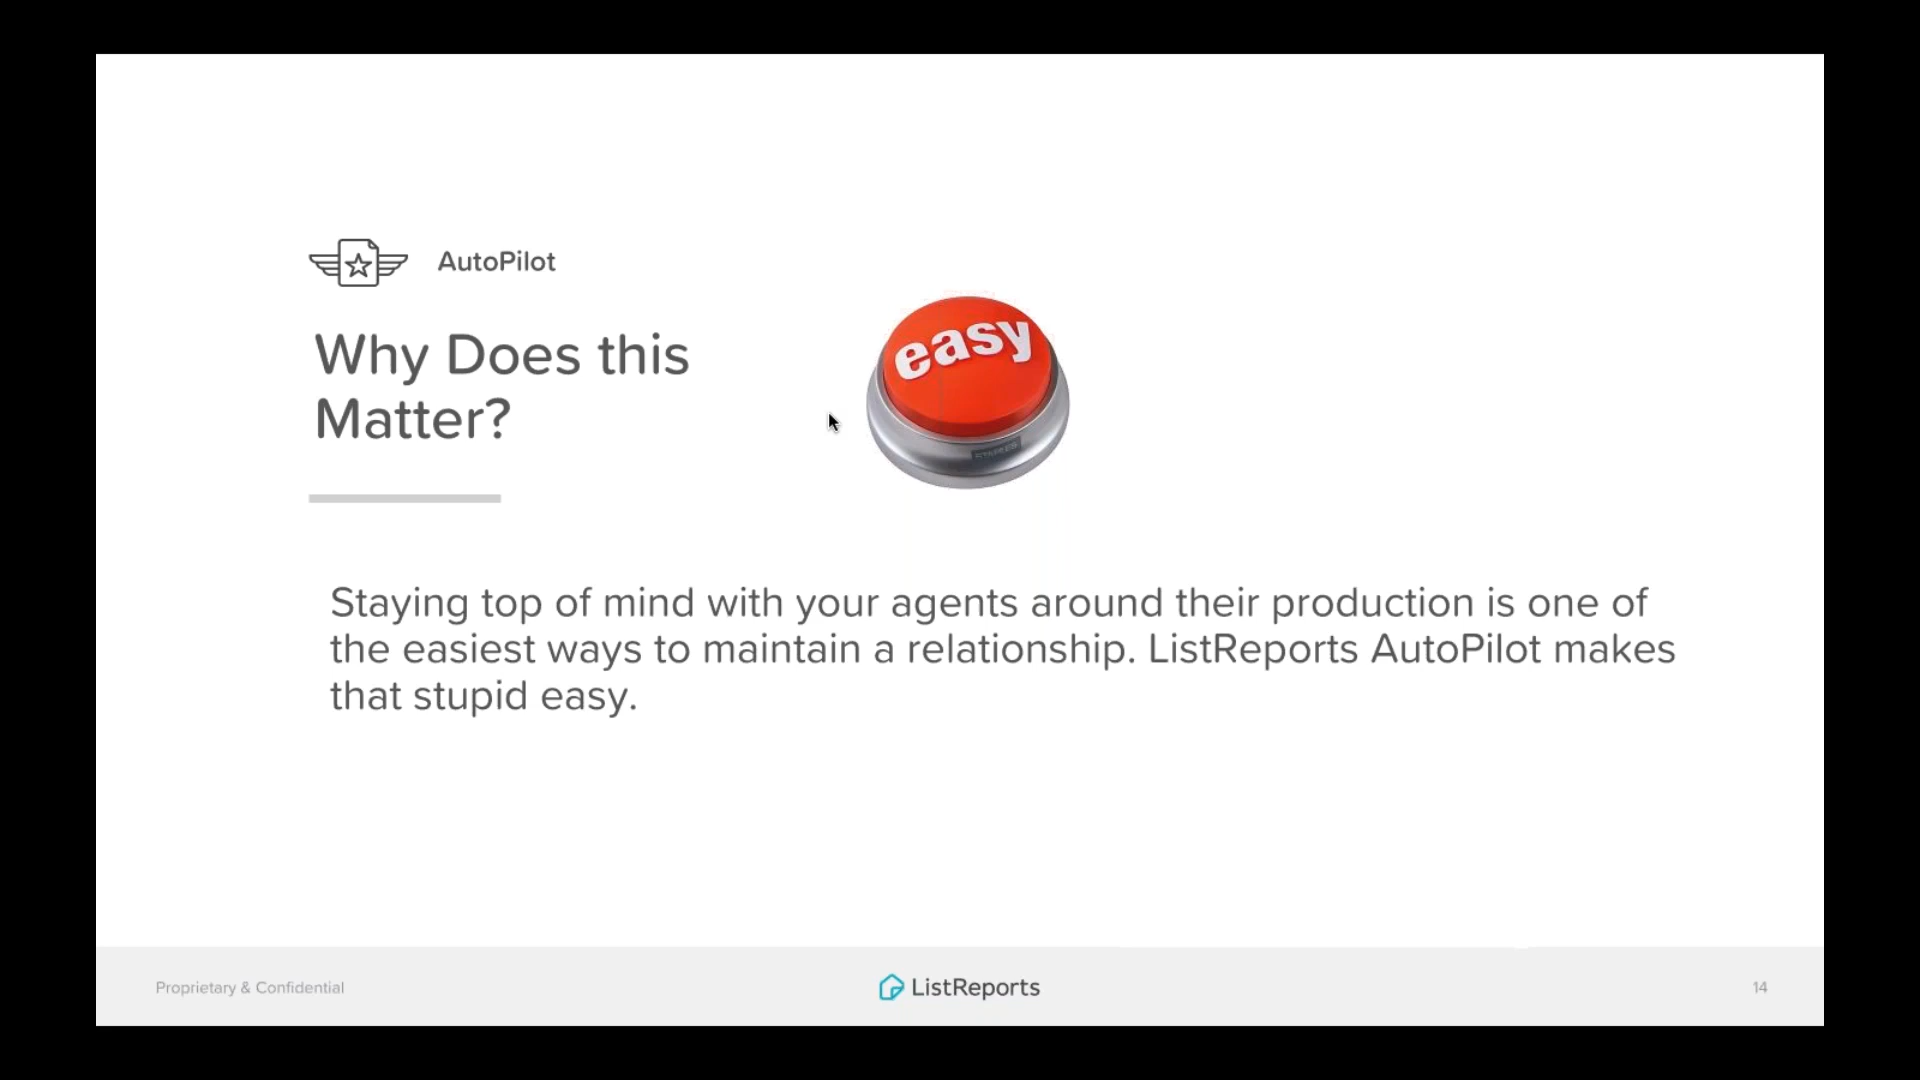 AutoPilot
Why Does this
Matter?
easy
Staying top of mind with your agents around their production is one of
the easiest ways to maintain a relationship. ListReports AutoPilot makes
that stupid easy.
Proprietary & Confidential
ListReports
14